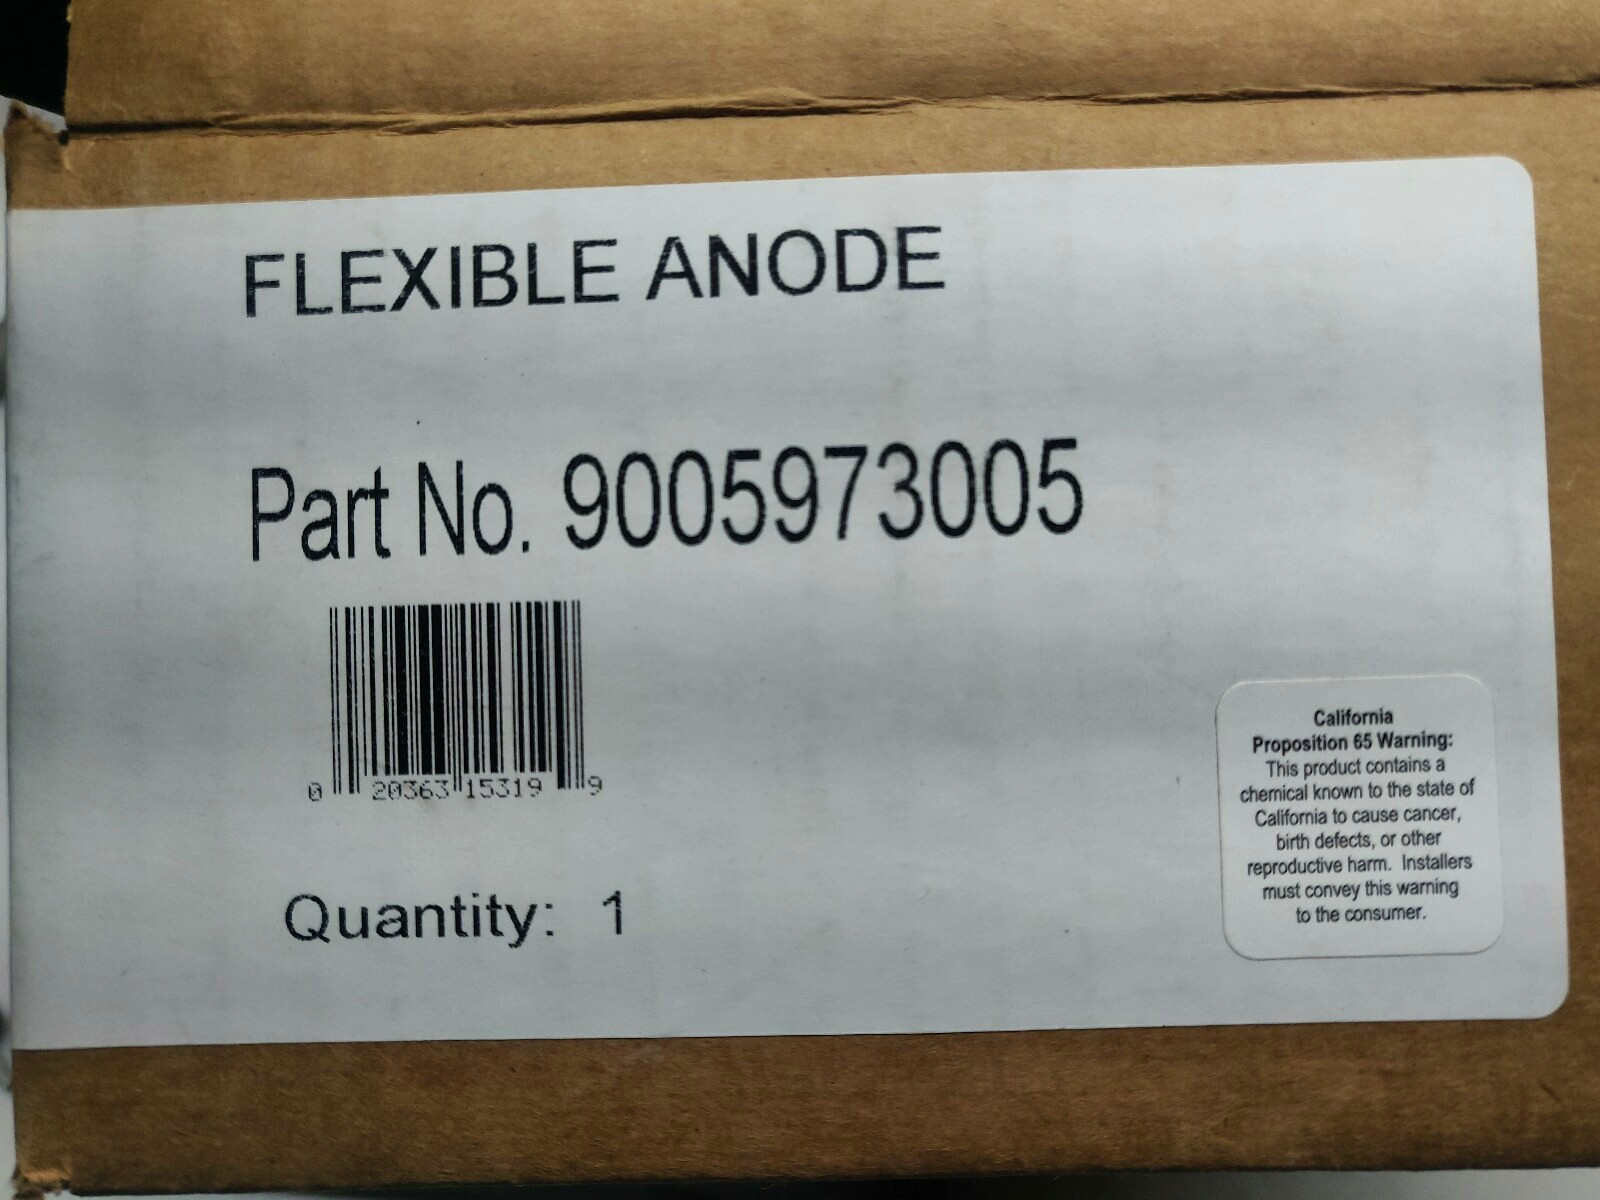 FLEXIBLE ANODE
Part No. 9005973005
0 20363 15319 9
Quantity: 1
California
Proposition 65 Warning:
This product contains a
chemical known to the state of
California to cause cancer,
birth defects, or other
reproductive harm. Installers
must convey this warning
to the consumer.